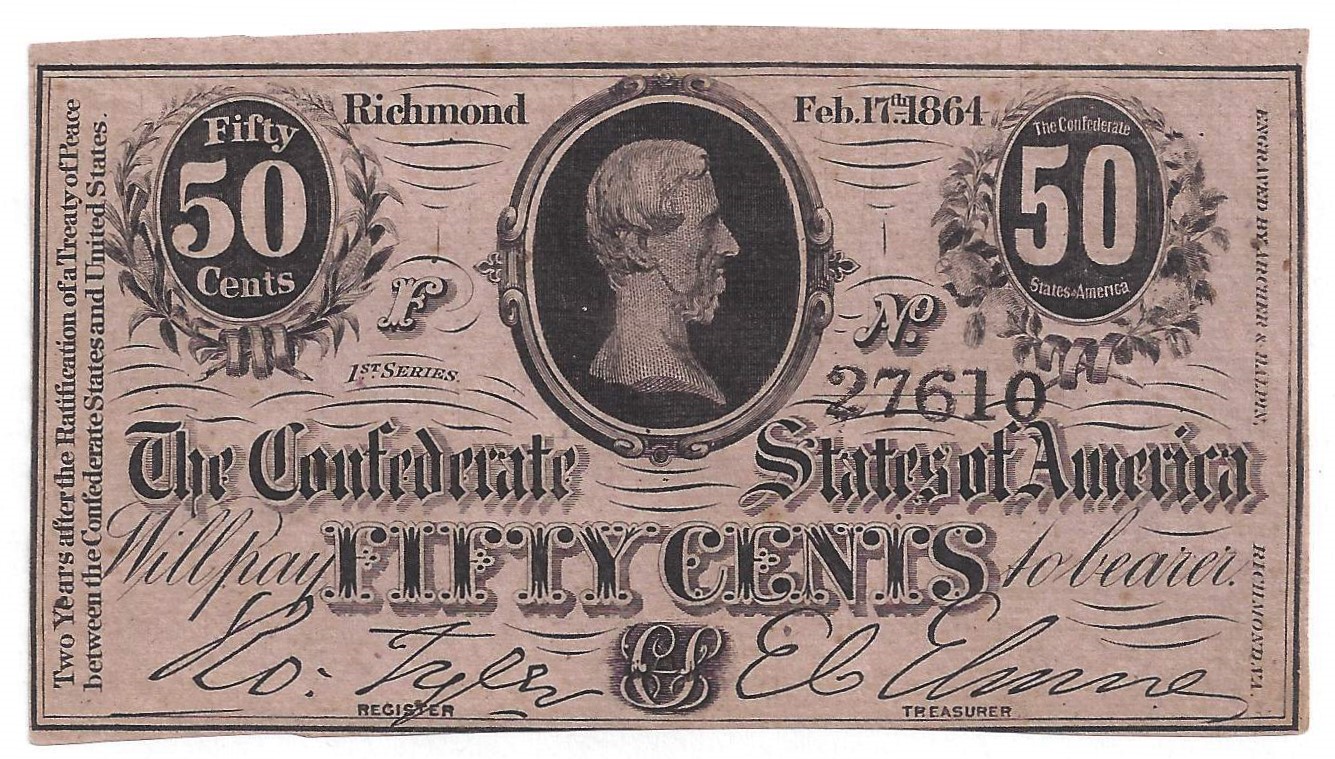 Two Years after the Ratification of a Treaty of Peace
between the Confederate States and United States.
Fifty
50
Cents
Richmond
Feb. 17th 1864
The Confederate
50
States of America
F
1ST SERIES.
No
27610
The Confederate States of America
Will pay FIFTY CENTS to bearer.
Ro: Tyler
REGISTER
CS
E C Elmore
TREASURER
ENGRAVED BY ARCHER & HALPIN,
RICHMOND, VA.